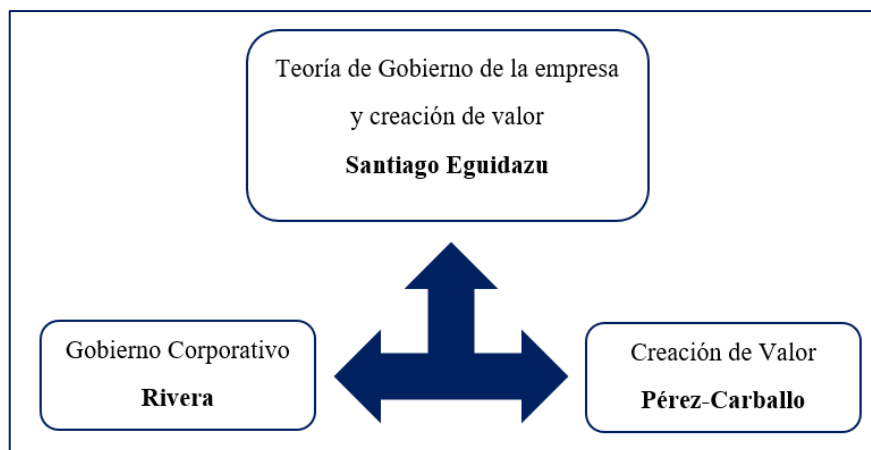 Teoría de Gobierno de la empresa
y creación de valor
Santiago Eguidazu
Gobierno Corporativo
Rivera
Creación de Valor
Pérez-Carballo